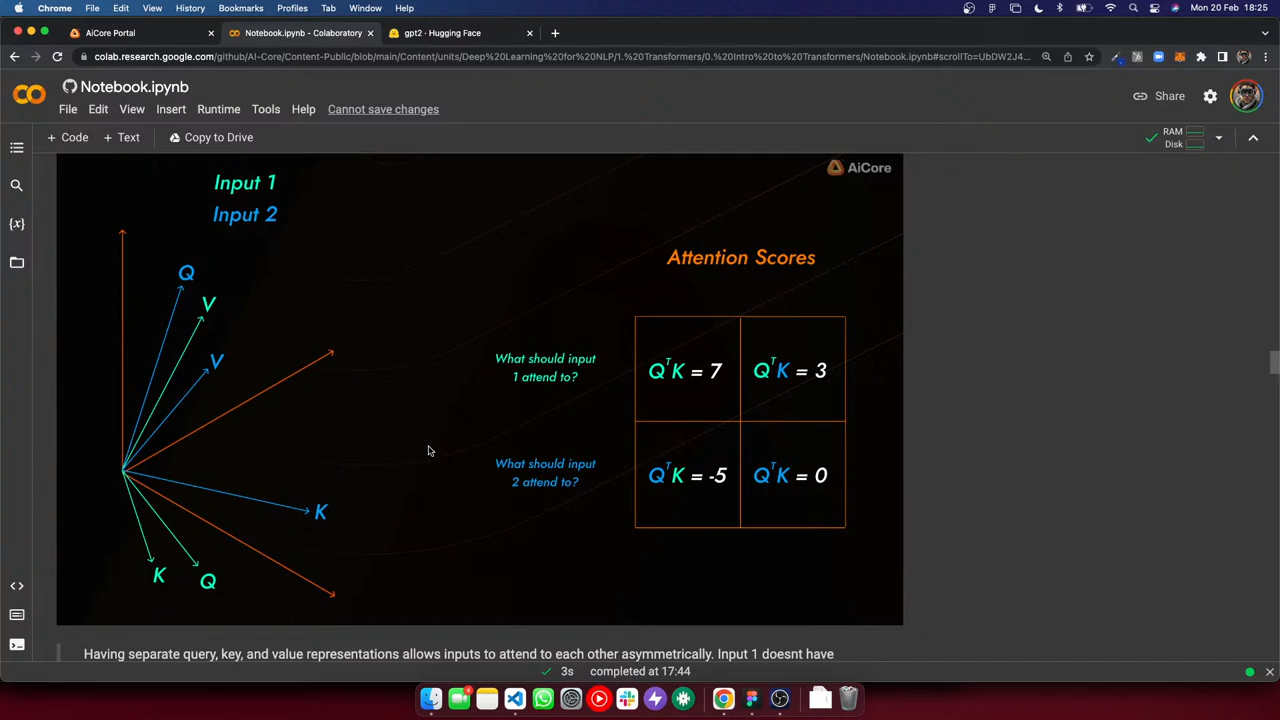 Chrome File Edit View History Bookmarks Profiles Tab Window Help Mon 20 Feb 18:25
AiCore Portal × Notebook.ipynb - Colaboratory × gpt2 · Hugging Face × +
colab.research.google.com/github/AI-Core/Content-Public/blob/main/Content/units/Deep%20Learning%20for%20NLP/1.%20Transformers/0.%20Intro%20to%20Transformers/Notebook.ipynb#scrollTo=UbDW2J4...
Notebook.ipynb
Share
File Edit View Insert Runtime Tools Help Cannot save changes
+ Code + Text Copy to Drive
RAM
Disk
{x}
AiCore
Input 1
Input 2
Attention Scores
Q
V
V
K
K
Q
What should input
1 attend to?
QᵀK = 7 QᵀK = 3
What should input
2 attend to?
QᵀK = -5 QᵀK = 0
Having separate query, key, and value representations allows inputs to attend to each other asymmetrically. Input 1 doesnt have
3s completed at 17:44
4